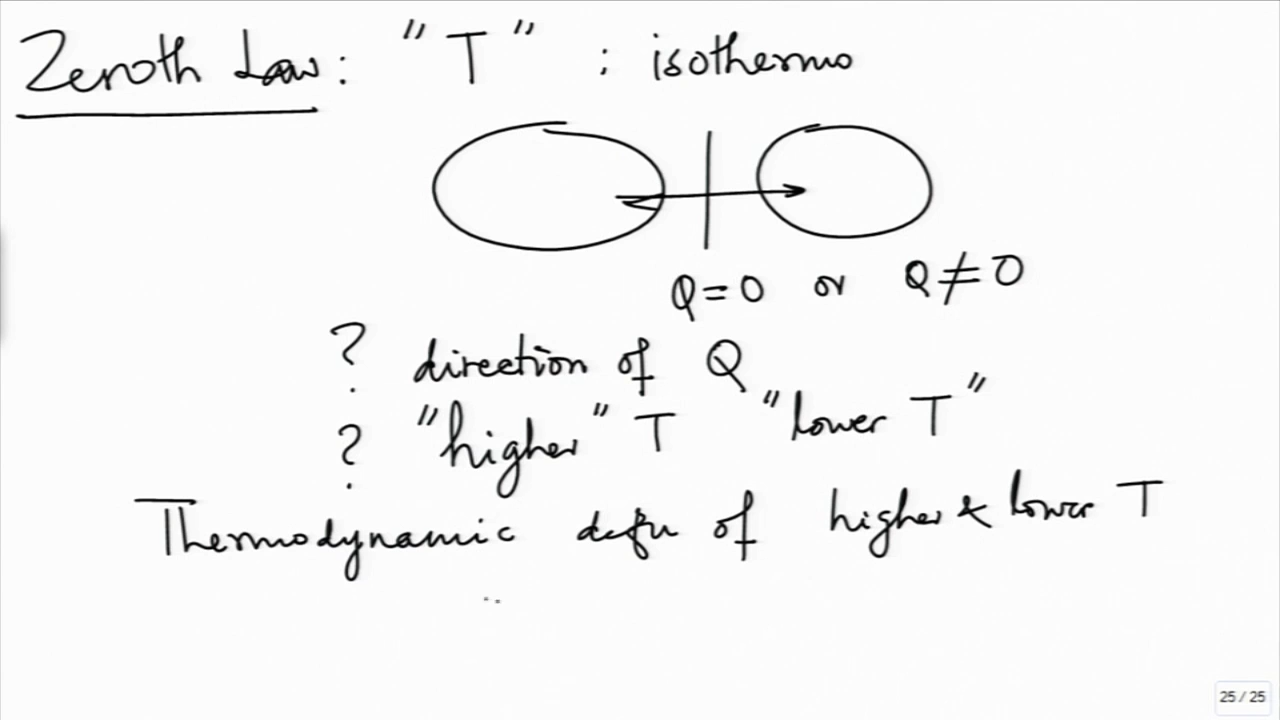 Zeroth Law: "T" : isothermo
Q=0 or Q≠0
? direction of Q
? "higher" T "lower T"
Thermodynamic defn of higher & lower T
25 / 25